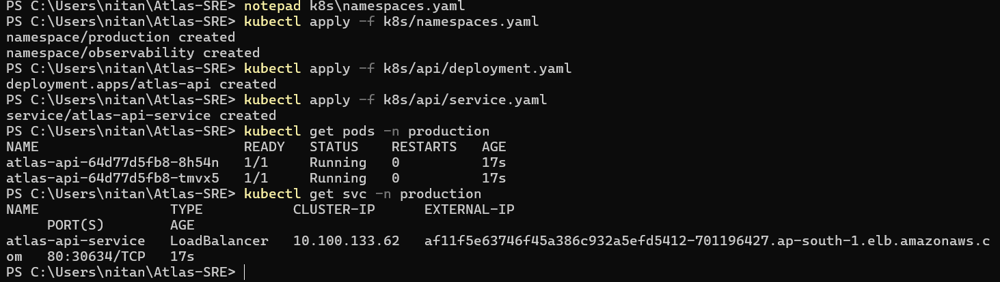 PS C:\Users\nitan\Atlas-SRE> notepad k8s\namespaces.yaml
PS C:\Users\nitan\Atlas-SRE> kubectl apply -f k8s/namespaces.yaml
namespace/production created
namespace/observability created
PS C:\Users\nitan\Atlas-SRE> kubectl apply -f k8s/api/deployment.yaml
deployment.apps/atlas-api created
PS C:\Users\nitan\Atlas-SRE> kubectl apply -f k8s/api/service.yaml
service/atlas-api-service created
PS C:\Users\nitan\Atlas-SRE> kubectl get pods -n production
NAME                         READY   STATUS    RESTARTS   AGE
atlas-api-64d77d5fb8-8h54n   1/1     Running   0          17s
atlas-api-64d77d5fb8-tmvx5   1/1     Running   0          17s
PS C:\Users\nitan\Atlas-SRE> kubectl get svc -n production
NAME                TYPE           CLUSTER-IP      EXTERNAL-IP
     PORT(S)        AGE
atlas-api-service   LoadBalancer   10.100.133.62   af11f5e63746f45a386c932a5efd5412-701196427.ap-south-1.elb.amazonaws.c
om   80:30634/TCP   17s
PS C:\Users\nitan\Atlas-SRE>